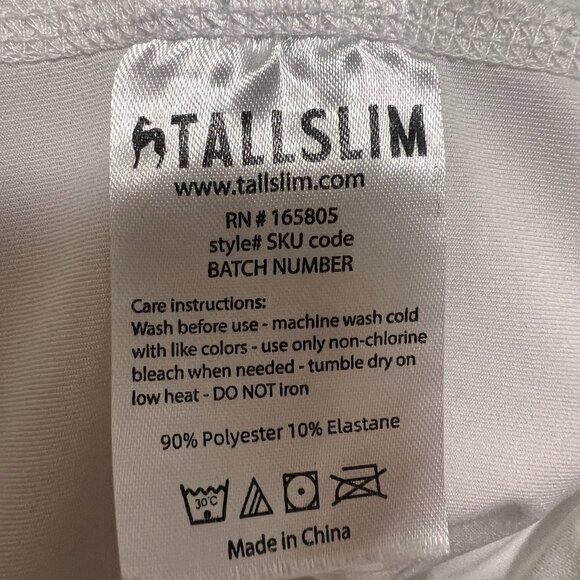 TALLSLIM
www.tallslim.com
RN # 165805
style# SKU code
BATCH NUMBER
Care instructions:
Wash before use - machine wash cold
with like colors - use only non-chlorine
bleach when needed - tumble dry on
low heat - DO NOT Iron
90% Polyester 10% Elastane
30°C
Made in China